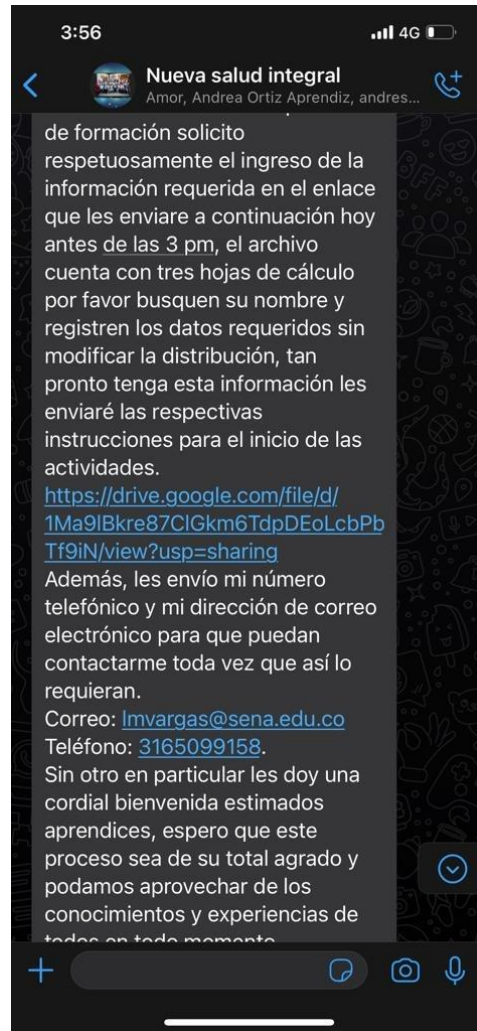 3:56
4G
Nueva salud integral
Amor, Andrea Ortiz Aprendiz, andres...
de formación solicito
respetuosamente el ingreso de la
información requerida en el enlace
que les enviare a continuación hoy
antes de las 3 pm, el archivo
cuenta con tres hojas de cálculo
por favor busquen su nombre y
registren los datos requeridos sin
modificar la distribución, tan
pronto tenga esta información les
enviaré las respectivas
instrucciones para el inicio de las
actividades.
https://drive.google.com/file/d/
1Ma9lBkre87ClGkm6TdpDEoLcbPb
Tf9iN/view?usp=sharing
Además, les envío mi número
telefónico y mi dirección de correo
electrónico para que puedan
contactarme toda vez que así lo
requieran.
Correo: lmvargas@sena.edu.co
Teléfono: 3165099158.
Sin otro en particular les doy una
cordial bienvenida estimados
aprendices, espero que este
proceso sea de su total agrado y
podamos aprovechar de los
conocimientos y experiencias de
todos en todo momento